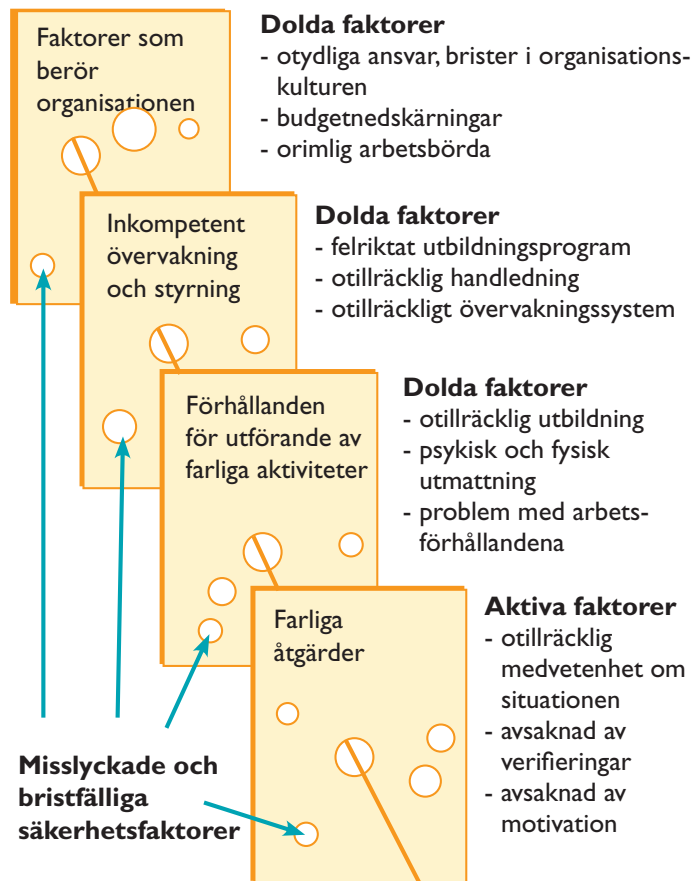 Faktorer som
berör
organisationen
Dolda faktorer
- otydliga ansvar, brister i organisations-
kulturen
- budgetnedskärningar
- orimlig arbetsbörda
Inkompetent
övervakning
och styrning
Dolda faktorer
- felriktat utbildningsprogram
- otillräcklig handledning
- otillräckligt övervakningssystem
Förhållanden
för utförande av
farliga aktiviteter
Dolda faktorer
- otillräcklig utbildning
- psykisk och fysisk
utmattning
- problem med arbets-
förhållandena
Farliga
åtgärder
Aktiva faktorer
- otillräcklig
medvetenhet om
situationen
- avsaknad av
verifieringar
- avsaknad av
motivation
Misslyckade och
bristfälliga
säkerhetsfaktorer